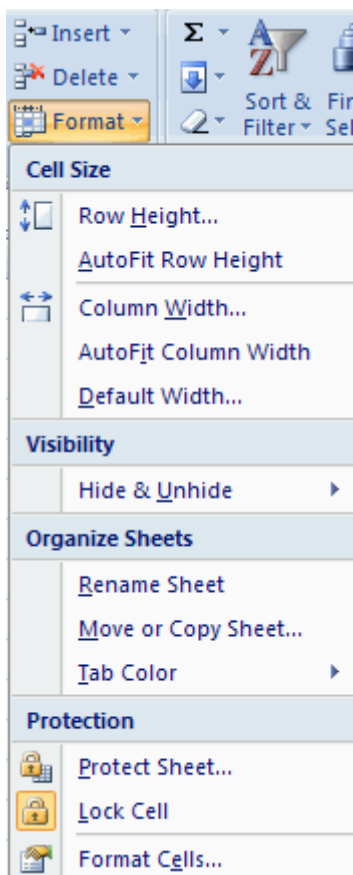 Insert
Σ
Delete
Sort &
Format
Filter
Cell Size
Row Height...
AutoFit Row Height
Column Width...
AutoFit Column Width
Default Width...
Visibility
Hide & Unhide
Organize Sheets
Rename Sheet
Move or Copy Sheet...
Tab Color
Protection
Protect Sheet...
Lock Cell
Format Cells...